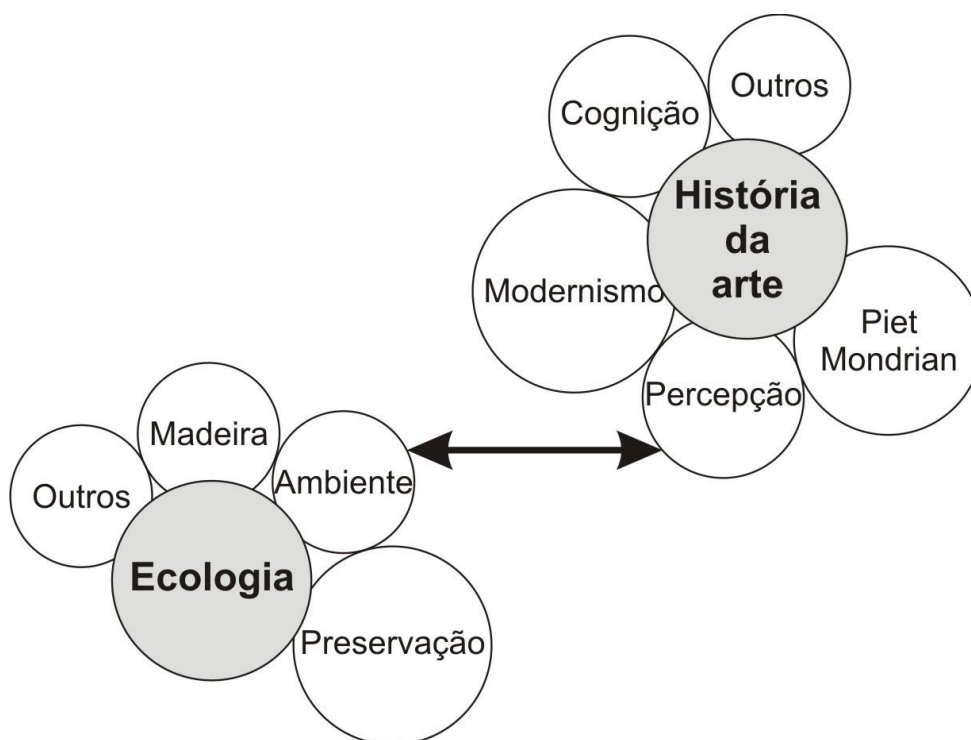 Outros
Cognição
História
da
arte
Modernismo
Piet
Mondrian
Percepção
Madeira
Ambiente
Outros
Ecologia
Preservação